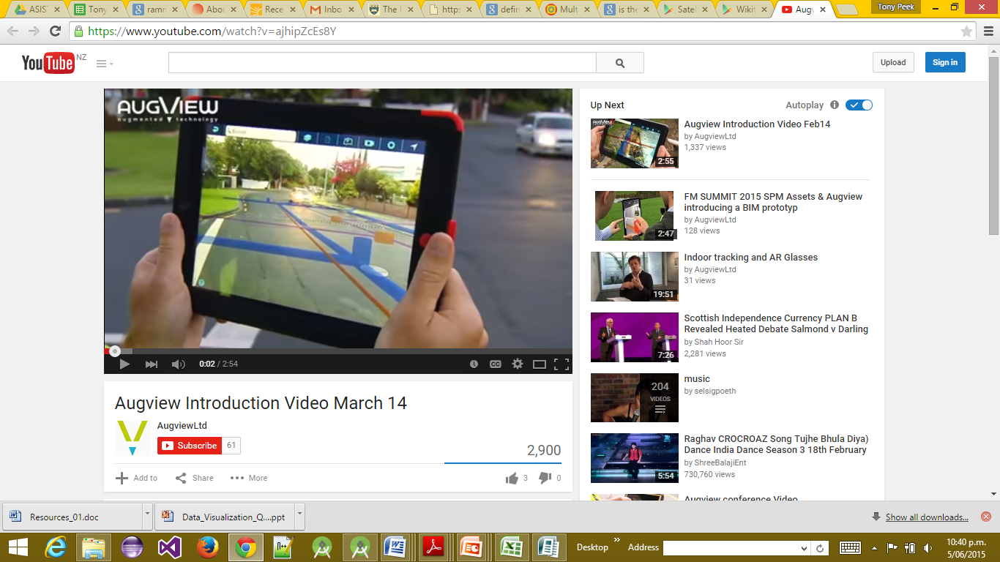 ASIST
Tony
ramn
Abou
Rece
Inbo
The I
https
defin
Mult
is the
Satel
Wikit
Augv
Tony Peek
https://www.youtube.com/watch?v=ajhipZcEs8Y
YouTube NZ
Upload
Sign in
AUGVIEW
augmented technology
0:02 / 2:54
CC
Augview Introduction Video March 14
AugviewLtd
Subscribe 61
2,900
Add to
Share
More
3
0
Up Next
Autoplay
AUGVIEW
2:55
Augview Introduction Video Feb14
by AugviewLtd
1,337 views
2:47
FM SUMMIT 2015 SPM Assets & Augview
introducing a BIM prototyp
by AugviewLtd
128 views
19:51
Indoor tracking and AR Glasses
by AugviewLtd
31 views
7:26
Scottish Independence Currency PLAN B
Revealed Heated Debate Salmond v Darling
by Shah Hoor Sir
2,281 views
204
VIDEOS
music
by selsigpoeth
5:54
Raghav CROCROAZ Song Tujhe Bhula Diya)
Dance India Dance Season 3 18th February
by ShreeBalajiEnt
730,760 views
Augview conference Video
Resources_01.doc
Data_Visualization_Q....ppt
Show all downloads...
Desktop
Address
10:40 p.m.
5/06/2015